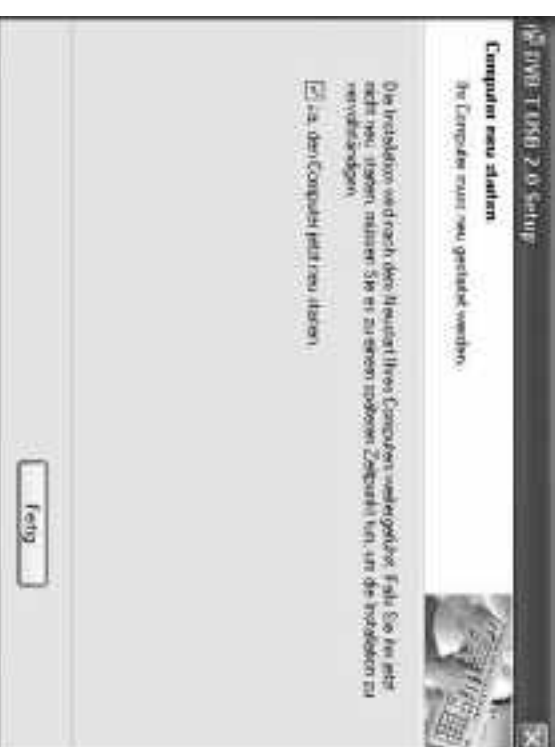 DVB-T USB 2.0 Setup
Computer neu starten
Ihr Computer muss neu gestartet werden.
Die Installation wird nach dem Neustart Ihres Computers weitergeführt. Falls Sie ihn jetzt
nicht neu starten, müssen Sie es zu einem späteren Zeitpunkt tun, um die Installation zu
vervollständigen.
Ja, den Computer jetzt neu starten.
Fertig